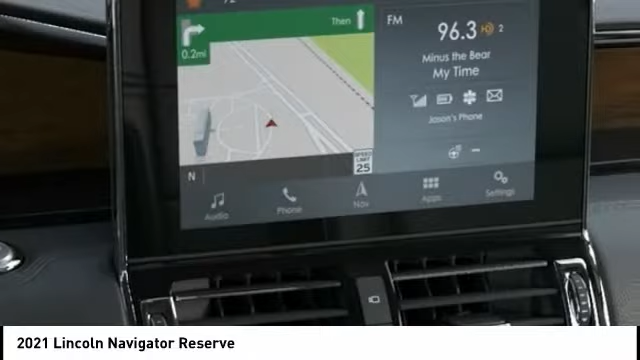 Then
0.2mi
FM
96.3 2
Minus the Bear
My Time
Jason's Phone
SPEED LIMIT 25
N
Audio Phone Nav Apps Settings
2021 Lincoln Navigator Reserve